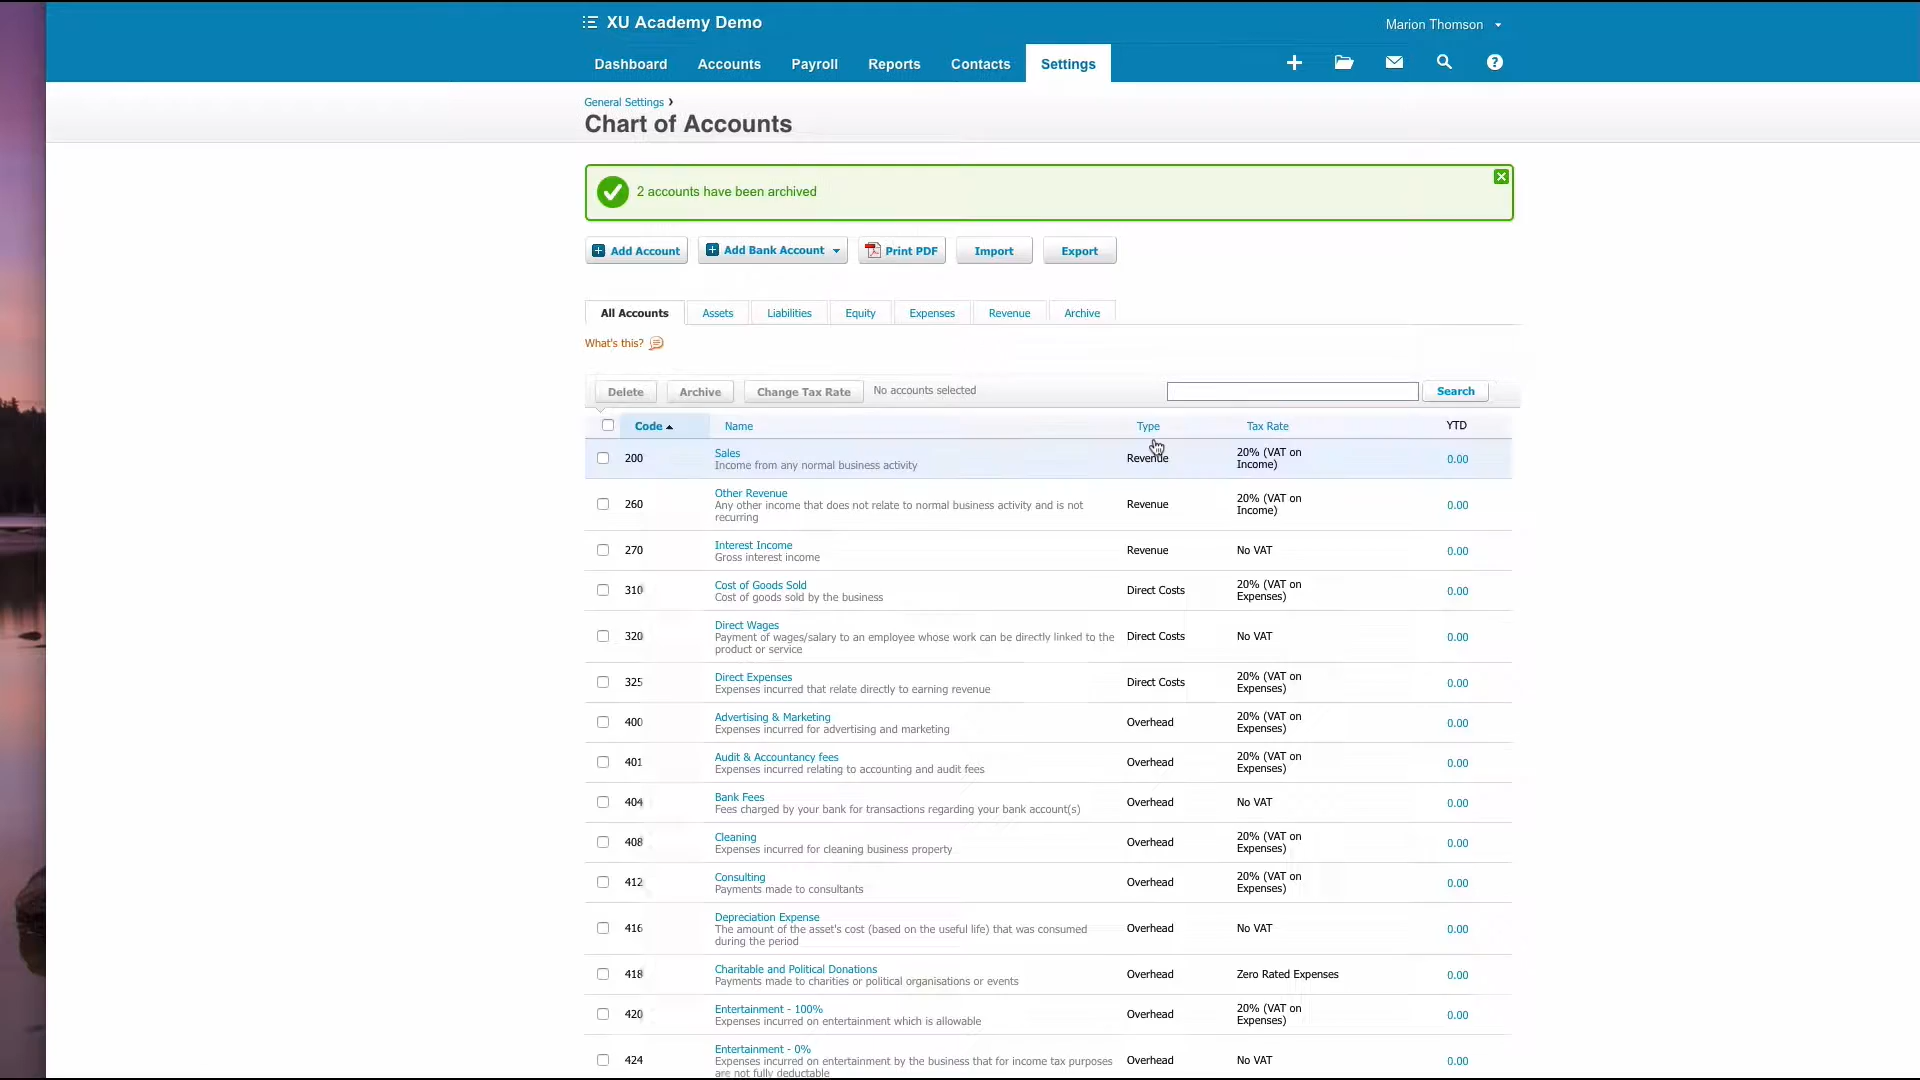 XU Academy Demo
Marion Thomson
Dashboard Accounts Payroll Reports Contacts Settings
General Settings ›
Chart of Accounts
2 accounts have been archived
Add Account Add Bank Account Print PDF Import Export
All Accounts Assets Liabilities Equity Expenses Revenue Archive
What's this?
Delete Archive Change Tax Rate No accounts selected Search
Code Name Type Tax Rate YTD
200 Sales Revenue 20% (VAT on 0.00
Income from any normal business activity Income)
260 Other Revenue Revenue 20% (VAT on 0.00
Any other income that does not relate to normal business activity and is not Income)
recurring
270 Interest Income Revenue No VAT 0.00
Gross interest income
310 Cost of Goods Sold Direct Costs 20% (VAT on 0.00
Cost of goods sold by the business Expenses)
320 Direct Wages Direct Costs No VAT 0.00
Payment of wages/salary to an employee whose work can be directly linked to the
product or service
325 Direct Expenses Direct Costs 20% (VAT on 0.00
Expenses incurred that relate directly to earning revenue Expenses)
400 Advertising & Marketing Overhead 20% (VAT on 0.00
Expenses incurred for advertising and marketing Expenses)
401 Audit & Accountancy fees Overhead 20% (VAT on 0.00
Expenses incurred relating to accounting and audit fees Expenses)
404 Bank Fees Overhead No VAT 0.00
Fees charged by your bank for transactions regarding your bank account(s)
408 Cleaning Overhead 20% (VAT on 0.00
Expenses incurred for cleaning business property Expenses)
412 Consulting Overhead 20% (VAT on 0.00
Payments made to consultants Expenses)
416 Depreciation Expense Overhead No VAT 0.00
The amount of the asset's cost (based on the useful life) that was consumed
during the period
418 Charitable and Political Donations Overhead Zero Rated Expenses 0.00
Payments made to charities or political organisations or events
420 Entertainment - 100% Overhead 20% (VAT on 0.00
Expenses incurred on entertainment which is allowable Expenses)
424 Entertainment - 0% Overhead No VAT 0.00
Expenses incurred on entertainment by the business that for income tax purposes
are not fully deductable